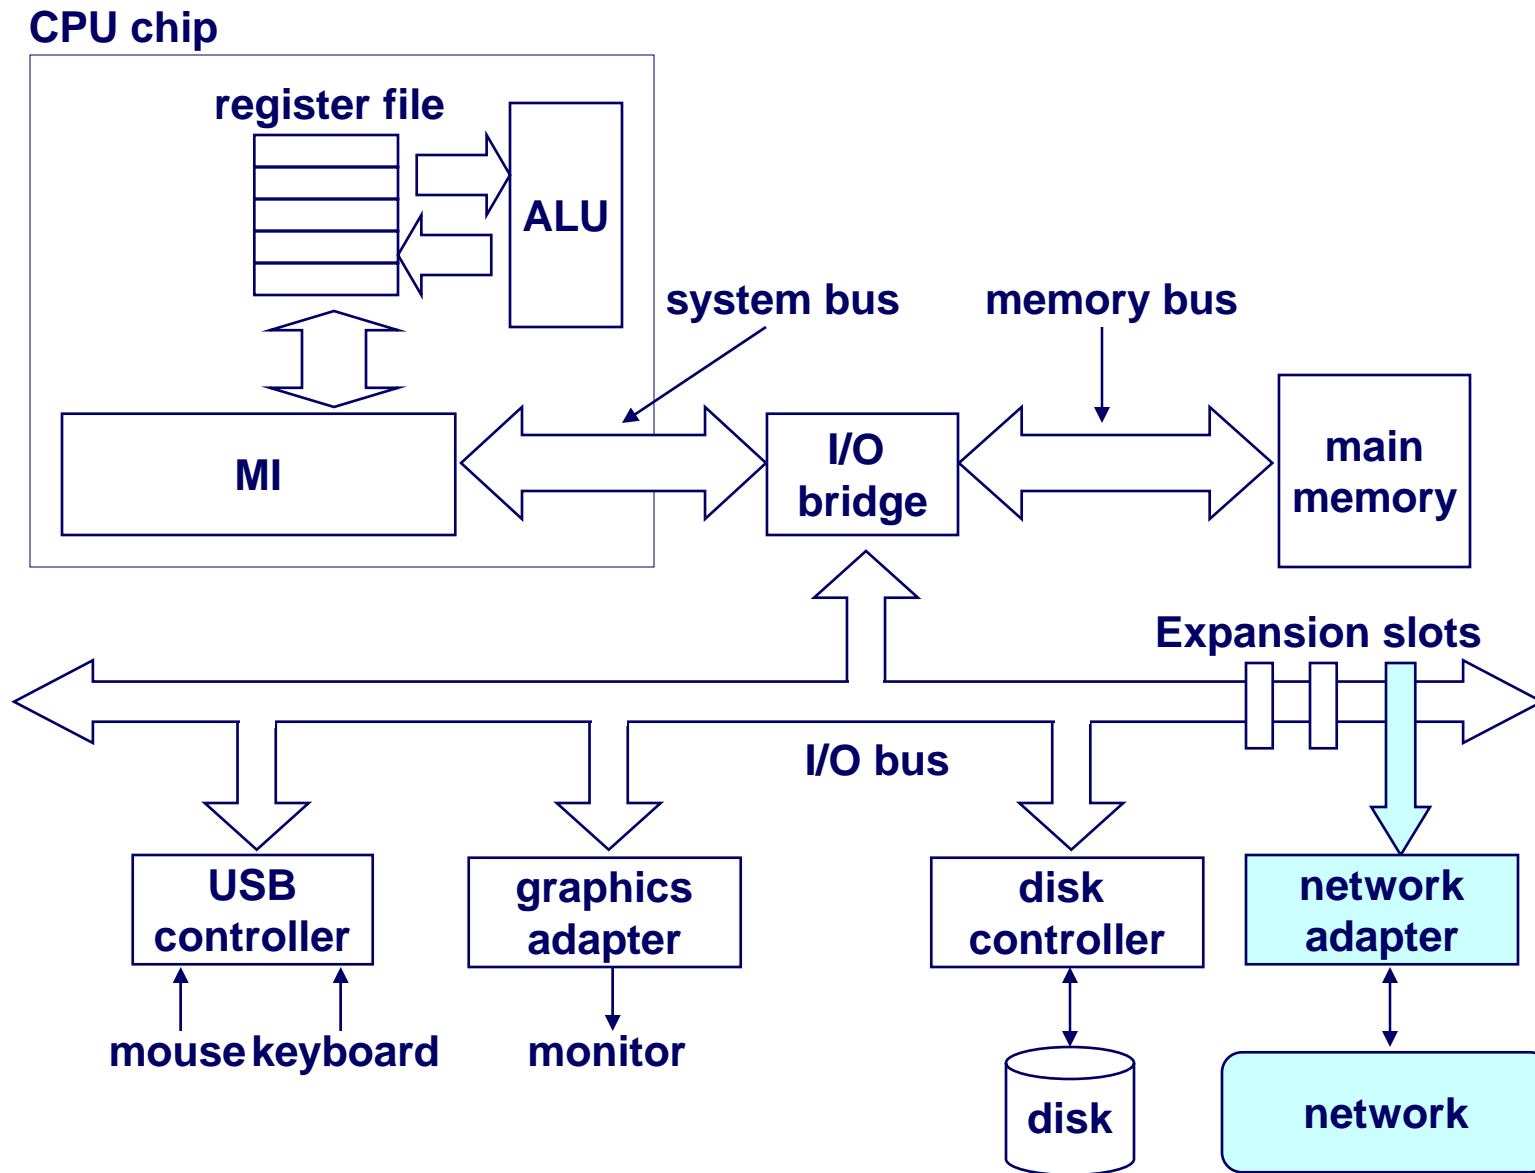 CPU chip
register file
ALU
system bus
memory bus
MI
I/O
bridge
main
memory
Expansion slots
I/O bus
USB
controller
graphics
adapter
disk
controller
network
adapter
mouse
keyboard
monitor
disk
network